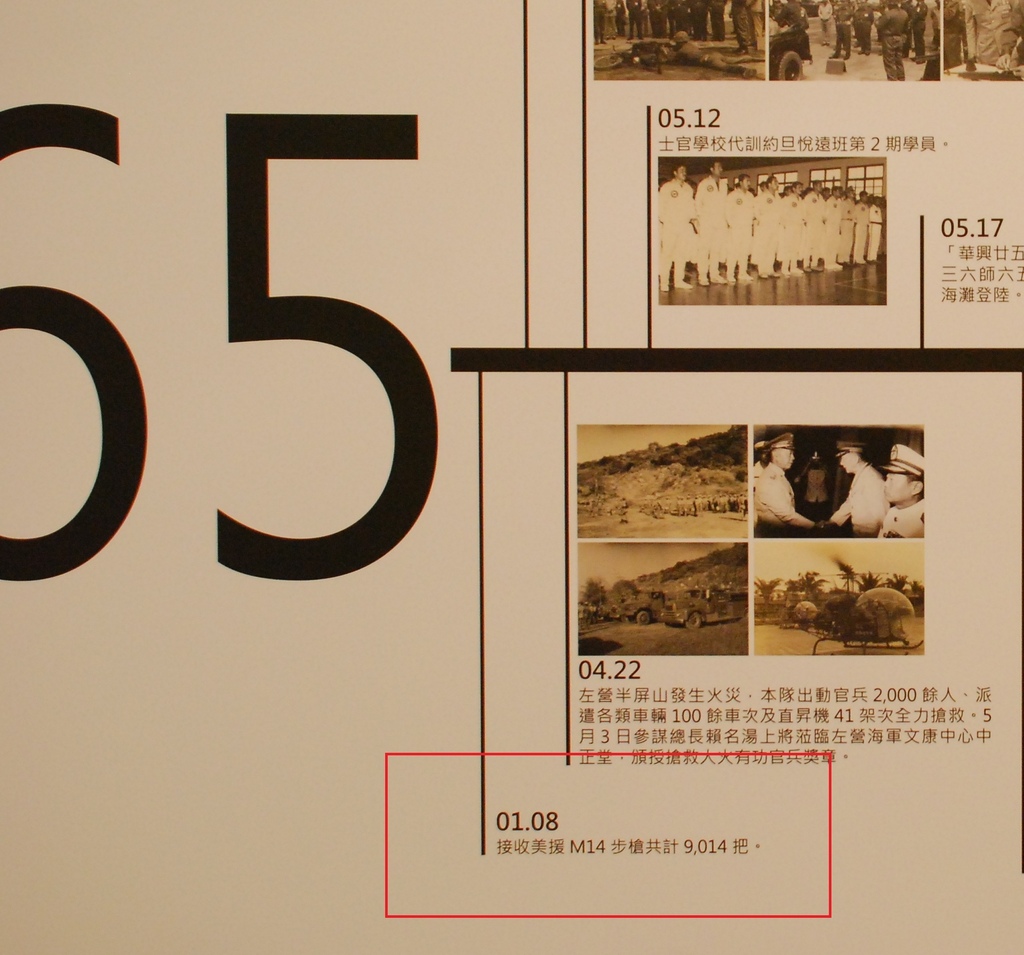 65
05.12
士官學校代訓約旦悅遠班第 2 期學員。
05.17
「華興廿五
三六師六五
海灘登陸。
04.22
左營半屏山發生火災，本隊出動官兵 2,000 餘人、派
遣各類車輛 100 餘車次及直昇機 41 架次全力搶救。5
月 3 日參謀總長賴名湯上將蒞臨左營海軍文康中心中
正堂，頒授搶救人火有功官兵獎章。
01.08
接收美援 M14 步槍共計 9,014 把。